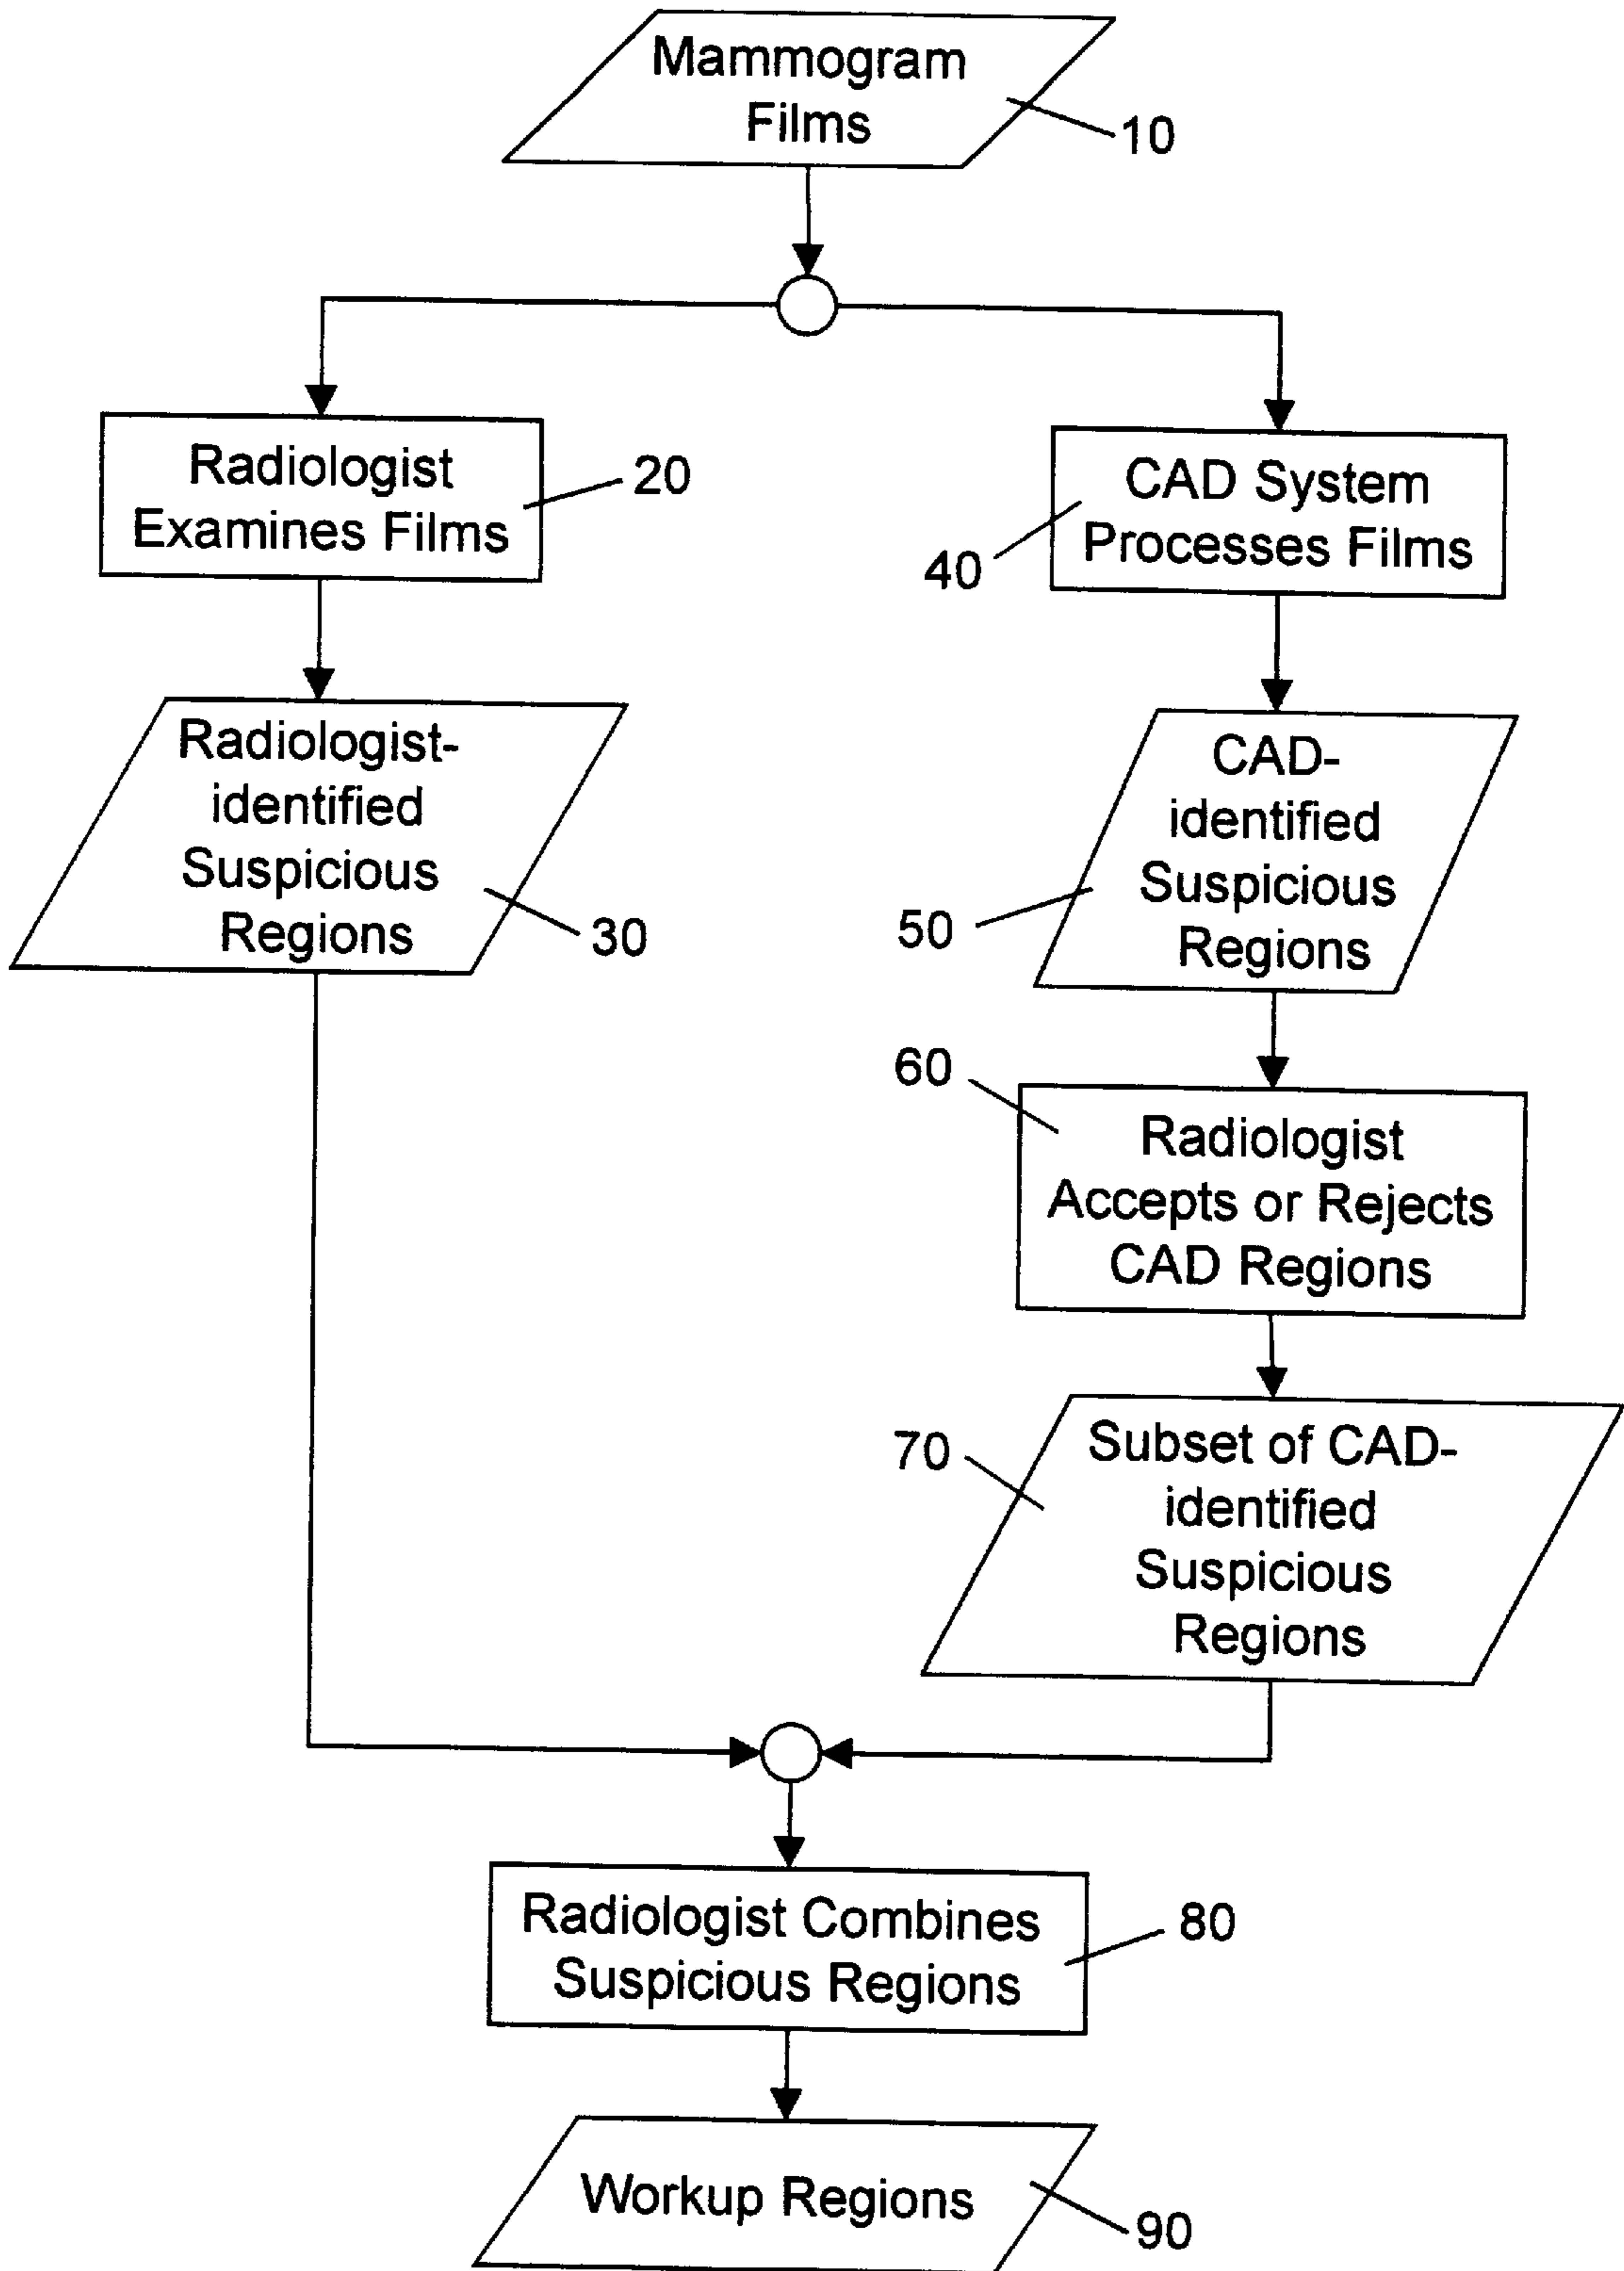 Mammogram
Films
10
Radiologist
Examines Films
20
CAD System
Processes Films
40
Radiologist-
identified
Suspicious
Regions
30
CAD-
identified
Suspicious
Regions
50
60
Radiologist
Accepts or Rejects
CAD Regions
70
Subset of CAD-
identified
Suspicious
Regions
Radiologist Combines
Suspicious Regions
80
Workup Regions
90